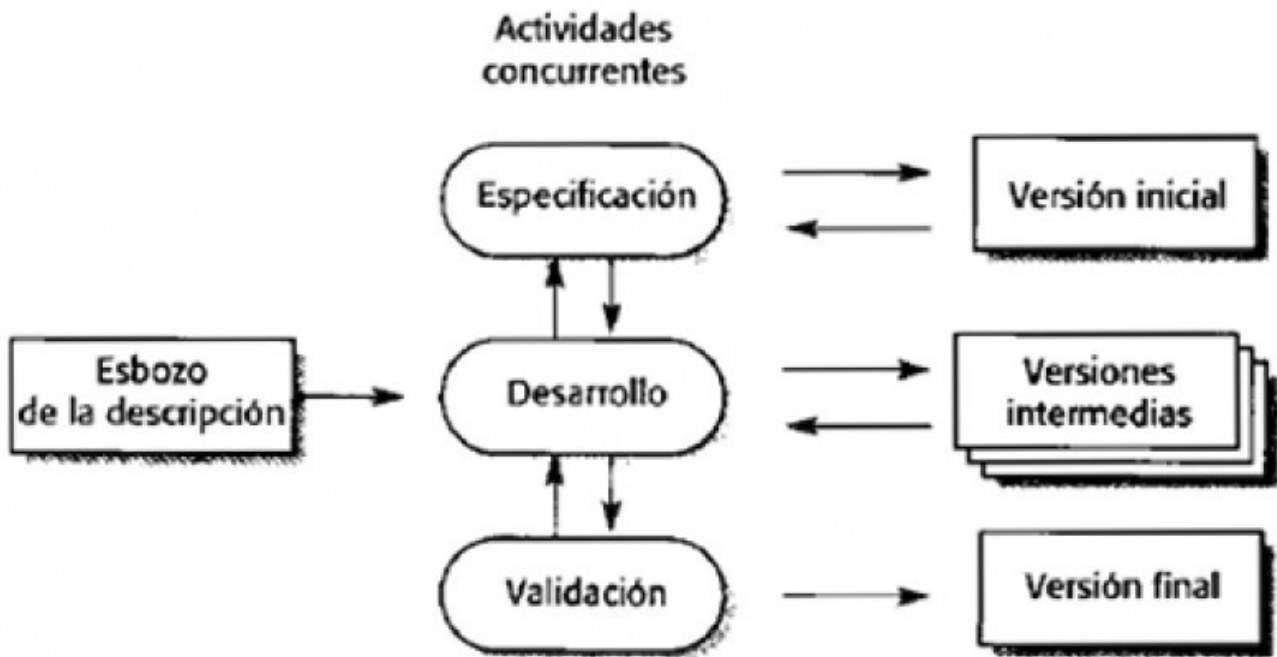 Actividades
concurrentes
Especificación
Versión inicial
Esbozo
de la descripción
Desarrollo
Versiones
intermedias
Validación
Versión final